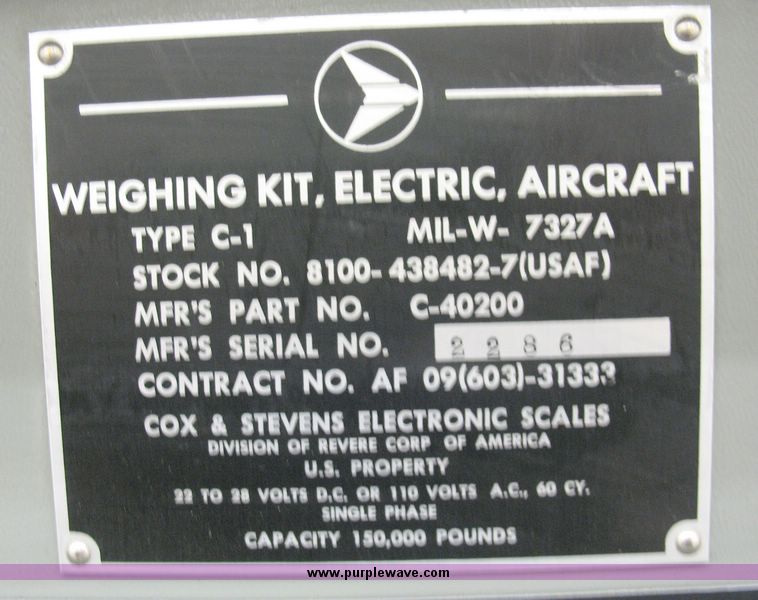 WEIGHING KIT, ELECTRIC, AIRCRAFT
TYPE C-1 MIL-W- 7327A
STOCK NO. 8100-438482-7(USAF)
MFR'S PART NO. C-40200
MFR'S SERIAL NO. 2286
CONTRACT NO. AF 09(603)-31333
COX & STEVENS ELECTRONIC SCALES
DIVISION OF REVERE CORP OF AMERICA
U.S. PROPERTY
22 TO 28 VOLTS D.C. OR 110 VOLTS A.C., 60 CY.
SINGLE PHASE
CAPACITY 150,000 POUNDS
www.purplewave.com